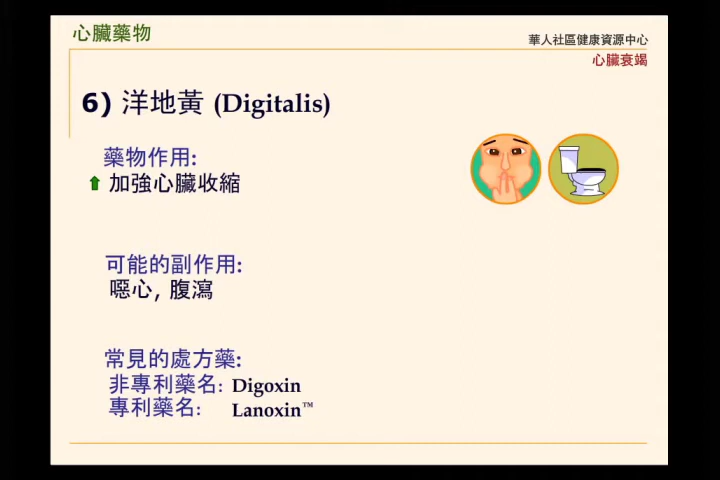 心臟藥物
華人社區健康資源中心
心臟衰竭
6) 洋地黃 (Digitalis)
藥物作用:
加強心臟收縮
可能的副作用:
噁心, 腹瀉
常見的處方藥:
非專利藥名: Digoxin
專利藥名: Lanoxin™